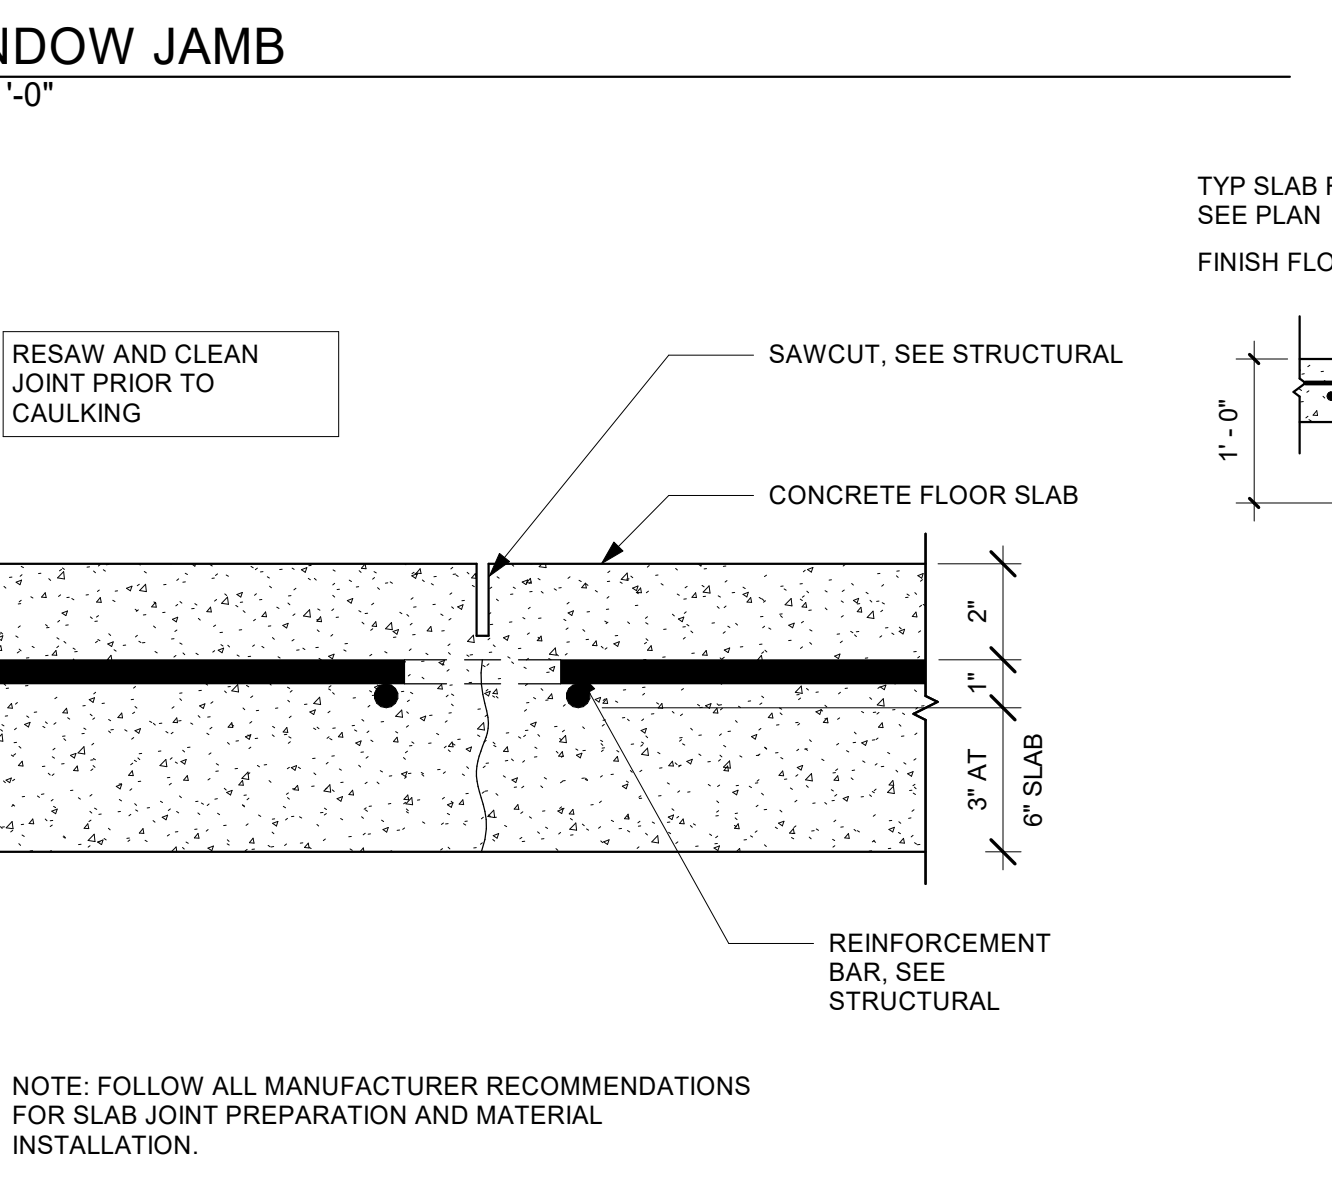 NDOW JAMB
'-0"
TYP SLAB
SEE PLAN
FINISH
RESAW AND CLEAN
JOINT PRIOR TO
CAULKING
SAWCUT, SEE STRUCTURAL
1' - 0"
CONCRETE FLOOR SLAB
2"
1"
3" AT
6" SLAB
REINFORCEMENT
BAR, SEE
STRUCTURAL
NOTE: FOLLOW ALL MANUFACTURER RECOMMENDATIONS
FOR SLAB JOINT PREPARATION AND MATERIAL
INSTALLATION.